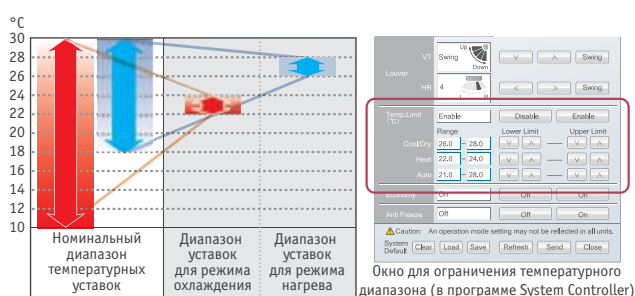 °C
30
28
26
24
22
20
18
16
14
12
10
Номинальный
диапазон
температурных
уставок
Диапазон
уставок
для режима
охлаждения
Диапазон
уставок
для режима
нагрева
Louver
VT Swing Up Down Swing
HR 4 L R < > Swing
Temp.Limit Enable Disable Enable
(°C)
Range Lower Limit Upper Limit
Cool/Dry 26.0 – 28.0
Heat 22.0 – 24.0
Auto 21.0 – 28.0
Economy Off Off On
Anti Freeze Off Off On
Caution: An operation mode setting may not be reflected in all units.
System Default Clear Load Save Refresh Send Close
Окно для ограничения температурного
диапазона (в программе System Controller)